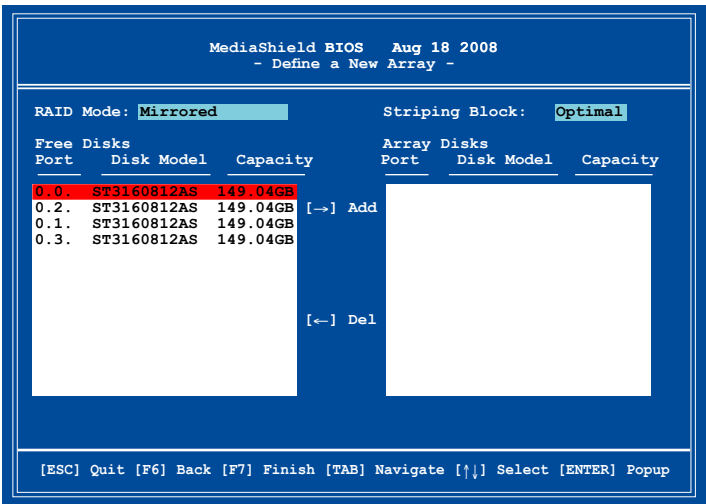 MediaShield BIOS Aug 18 2008
- Define a New Array -
RAID Mode: Mirrored Striping Block: Optimal
Free Disks Array Disks
Port Disk Model Capacity Port Disk Model Capacity
0.0. ST3160812AS 149.04GB
0.2. ST3160812AS 149.04GB [→] Add
0.1. ST3160812AS 149.04GB
0.3. ST3160812AS 149.04GB
[←] Del
[ESC] Quit [F6] Back [F7] Finish [TAB] Navigate [↑↓] Select [ENTER] Popup